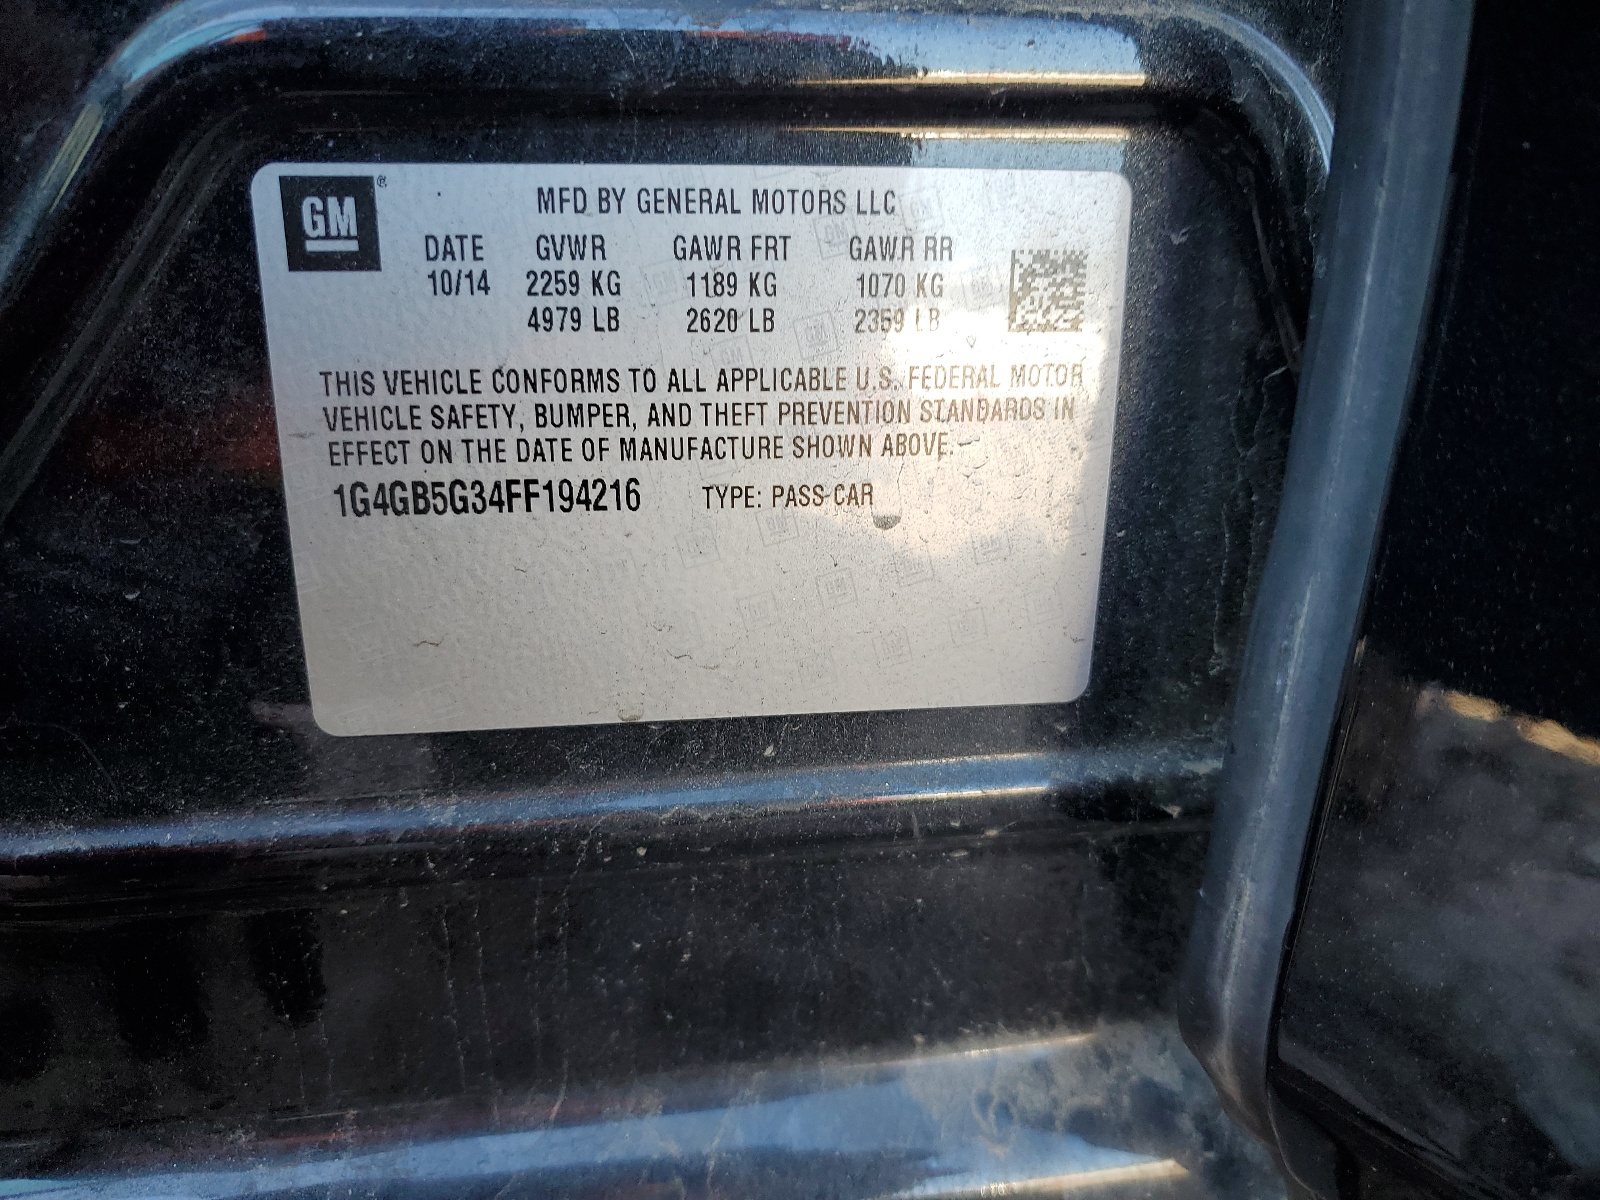 GM ®
MFD BY GENERAL MOTORS LLC
DATE GVWR GAWR FRT GAWR RR
10/14 2259 KG 1189 KG 1070 KG
4979 LB 2620 LB 2359 LB
THIS VEHICLE CONFORMS TO ALL APPLICABLE U.S. FEDERAL MOTOR
VEHICLE SAFETY, BUMPER, AND THEFT PREVENTION STANDARDS IN
EFFECT ON THE DATE OF MANUFACTURE SHOWN ABOVE.
1G4GB5G34FF194216 TYPE: PASS CAR